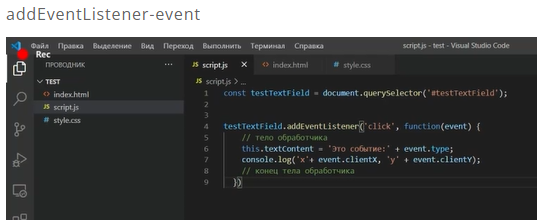 addEventListener-event
Файл Правка Выделение Вид Переход Выполнить Терминал Справка script.js - test - Visual Studio Code
Rec
ПРОВОДНИК ...
script.js index.html style.css
TEST
script.js > ...
index.html
script.js
style.css
1 const testTextField = document.querySelector('#testTextField');
2
3
4 testTextField.addEventListener('click', function(event) {
5 // тело обработчика
6 this.textContent = 'Это событие:' + event.type;
7 console.log('x'+ event.clientX, 'y' + event.clientY);
8 // конец тела обработчика
9 })